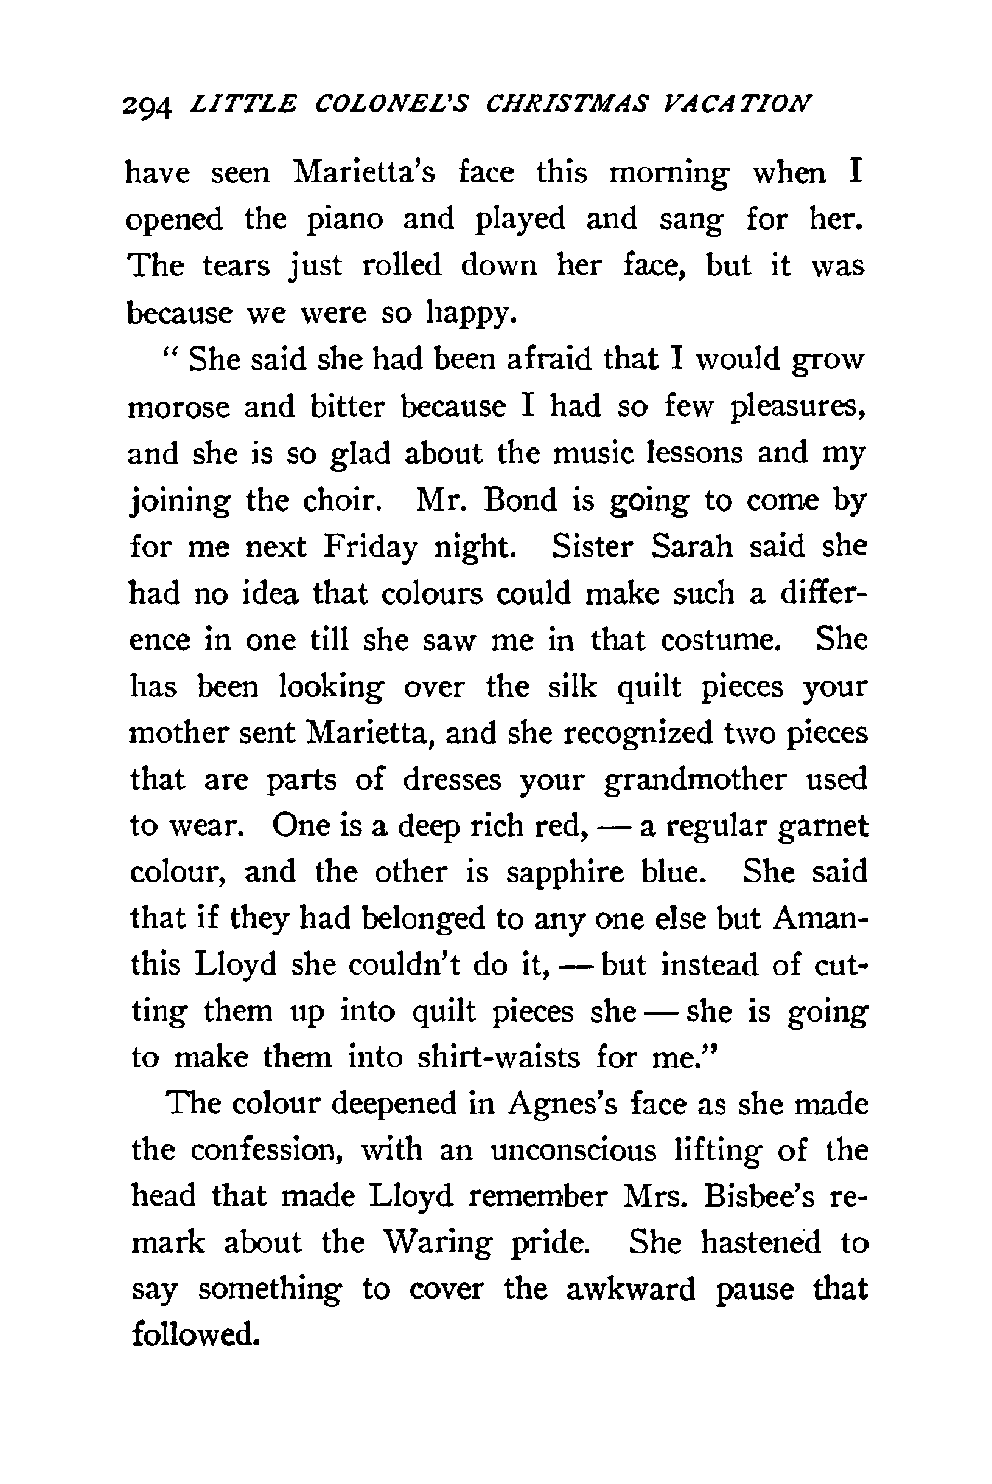 294 LITTLE COLONEL'S CHRISTMAS VACATION
have seen Marietta's face this morning when I
opened the piano and played and sang for her.
The tears just rolled down her face, but it was
because we were so happy.
" She said she had been afraid that I would grow
morose and bitter because I had so few pleasures,
and she is so glad about the music lessons and my
joining the choir. Mr. Bond is going to come by
for me next Friday night. Sister Sarah said she
had no idea that colours could make such a differ-
ence in one till she saw me in that costume. She
has been looking over the silk quilt pieces your
mother sent Marietta, and she recognized two pieces
that are parts of dresses your grandmother used
to wear. One is a deep rich red, — a regular garnet
colour, and the other is sapphire blue. She said
that if they had belonged to any one else but Aman-
this Lloyd she couldn't do it, — but instead of cut-
ting them up into quilt pieces she — she is going
to make them into shirt-waists for me."
The colour deepened in Agnes's face as she made
the confession, with an unconscious lifting of the
head that made Lloyd remember Mrs. Bisbee's re-
mark about the Waring pride. She hastened to
say something to cover the awkward pause that
followed.